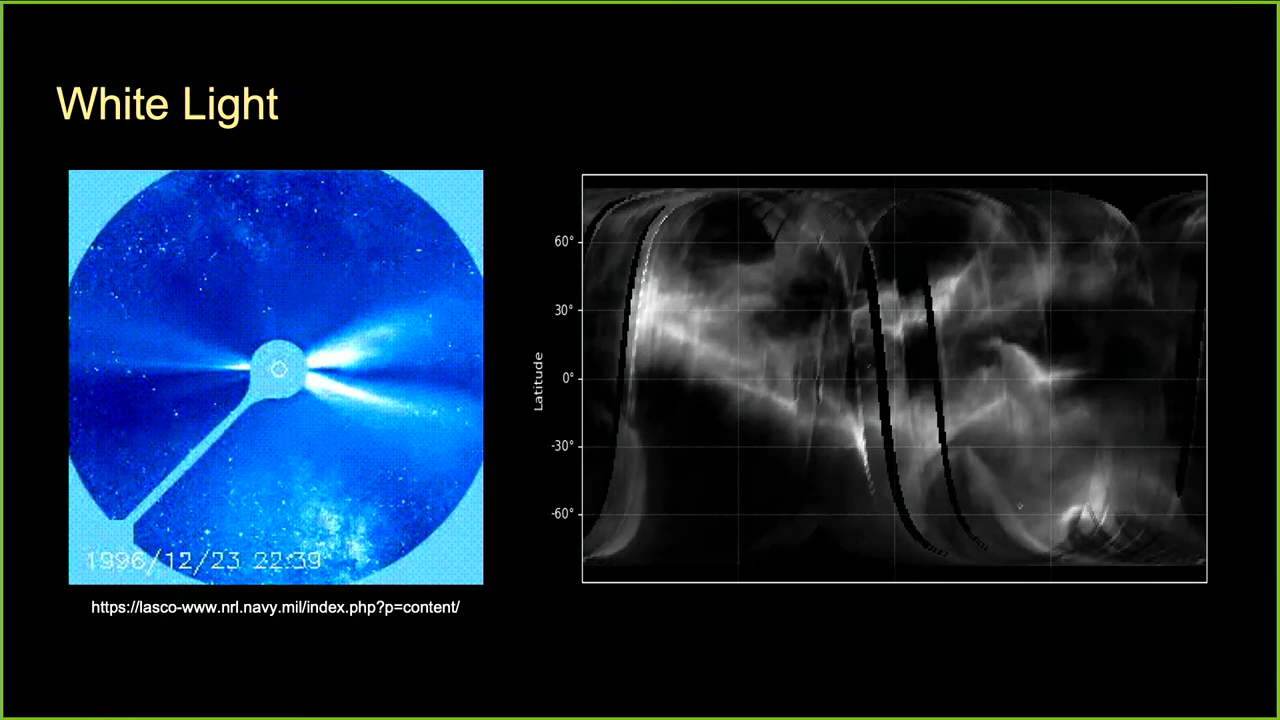 White Light
1996/12/23 22:39
https://lasco-www.nrl.navy.mil/index.php?p=content/
Latitude
60°
30°
0°
-30°
-60°